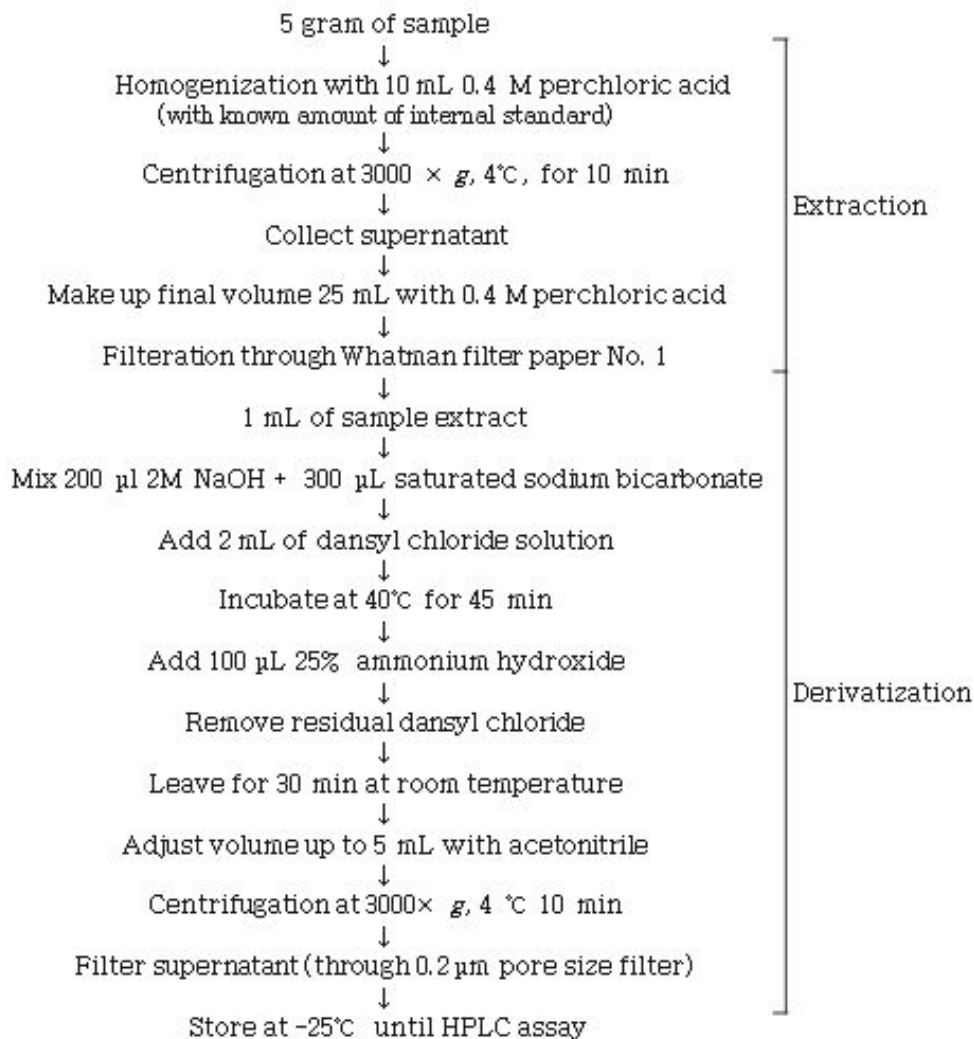 5 gram of sample
↓
Homogenization with 10 mL 0.4 M perchloric acid
(with known amount of internal standard)
↓
Centrifugation at 3000 × g, 4℃, for 10 min
↓
Collect supernatant
↓
Make up final volume 25 mL with 0.4 M perchloric acid
↓
Filteration through Whatman filter paper No. 1
Extraction
↓
1 mL of sample extract
↓
Mix 200 µl 2M NaOH + 300 µL saturated sodium bicarbonate
↓
Add 2 mL of dansyl chloride solution
↓
Incubate at 40℃ for 45 min
↓
Add 100 µL 25% ammonium hydroxide
↓
Remove residual dansyl chloride
↓
Leave for 30 min at room temperature
↓
Adjust volume up to 5 mL with acetonitrile
↓
Centrifugation at 3000× g, 4 ℃ 10 min
↓
Filter supernatant (through 0.2 µm pore size filter)
↓
Store at -25℃ until HPLC assay
Derivatization